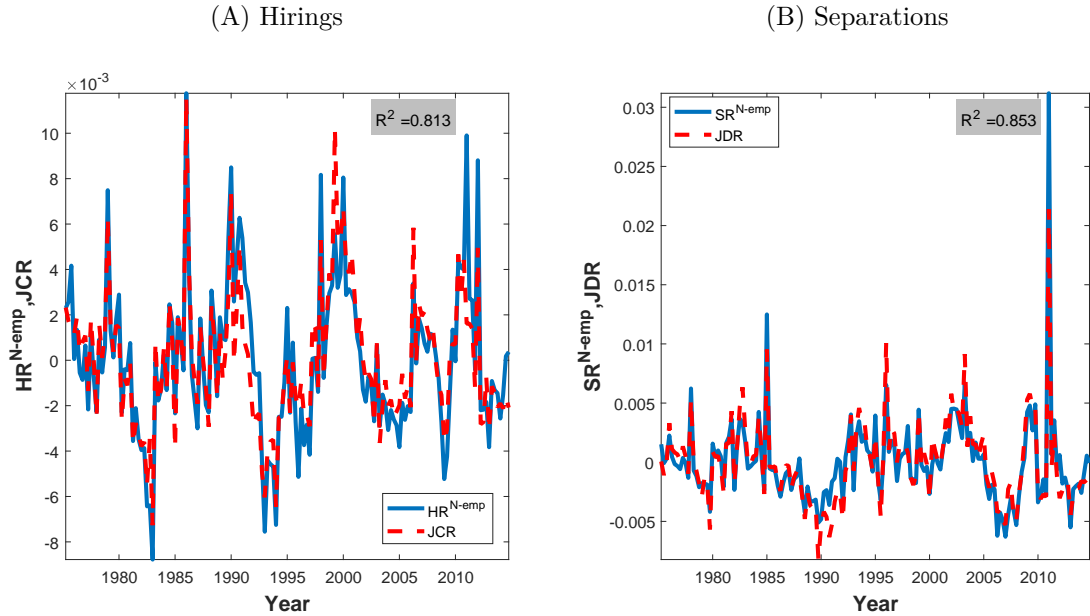 (A) Hirings
×10⁻³
10
8
6
4
2
0
-2
-4
-6
-8
HR^N-emp,JCR
R² =0.813
HR^N-emp
JCR
1980 1985 1990 1995 2000 2005 2010
Year
(B) Separations
0.03
0.025
0.02
0.015
0.01
0.005
0
-0.005
SR^N-emp,JDR
SR^N-emp
JDR
R² =0.853
1980 1985 1990 1995 2000 2005 2010
Year